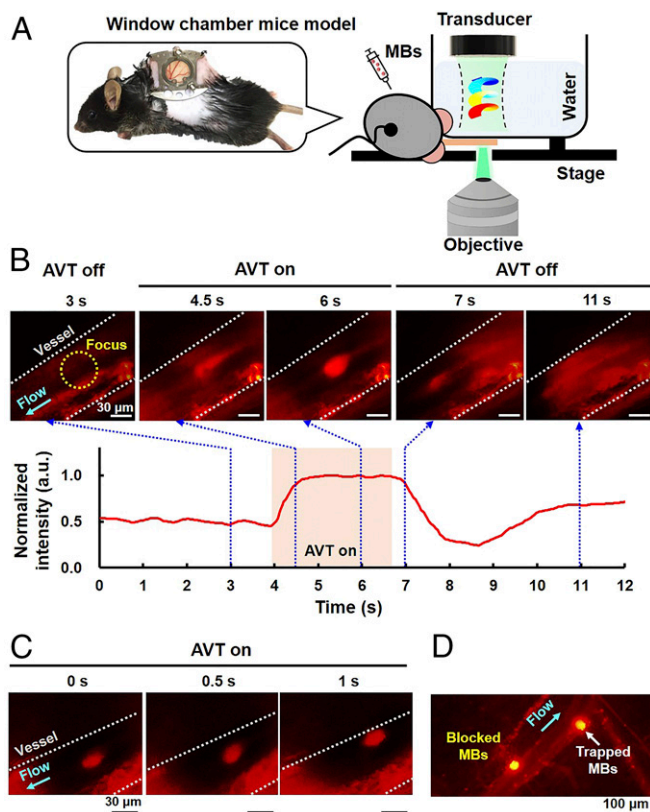 A
Window chamber mice model
Transducer
MBs
Water
Stage
Objective
B
AVT off
AVT on
AVT off
3 s
4.5 s
6 s
7 s
11 s
Vessel
Focus
Flow
30 µm
Normalized
intensity (a.u.)
1.0
0.5
0.0
AVT on
0 1 2 3 4 5 6 7 8 9 10 11 12
Time (s)
C
AVT on
0 s
0.5 s
1 s
Vessel
Flow
30 µm
D
Flow
Blocked
MBs
Trapped
MBs
100 µm